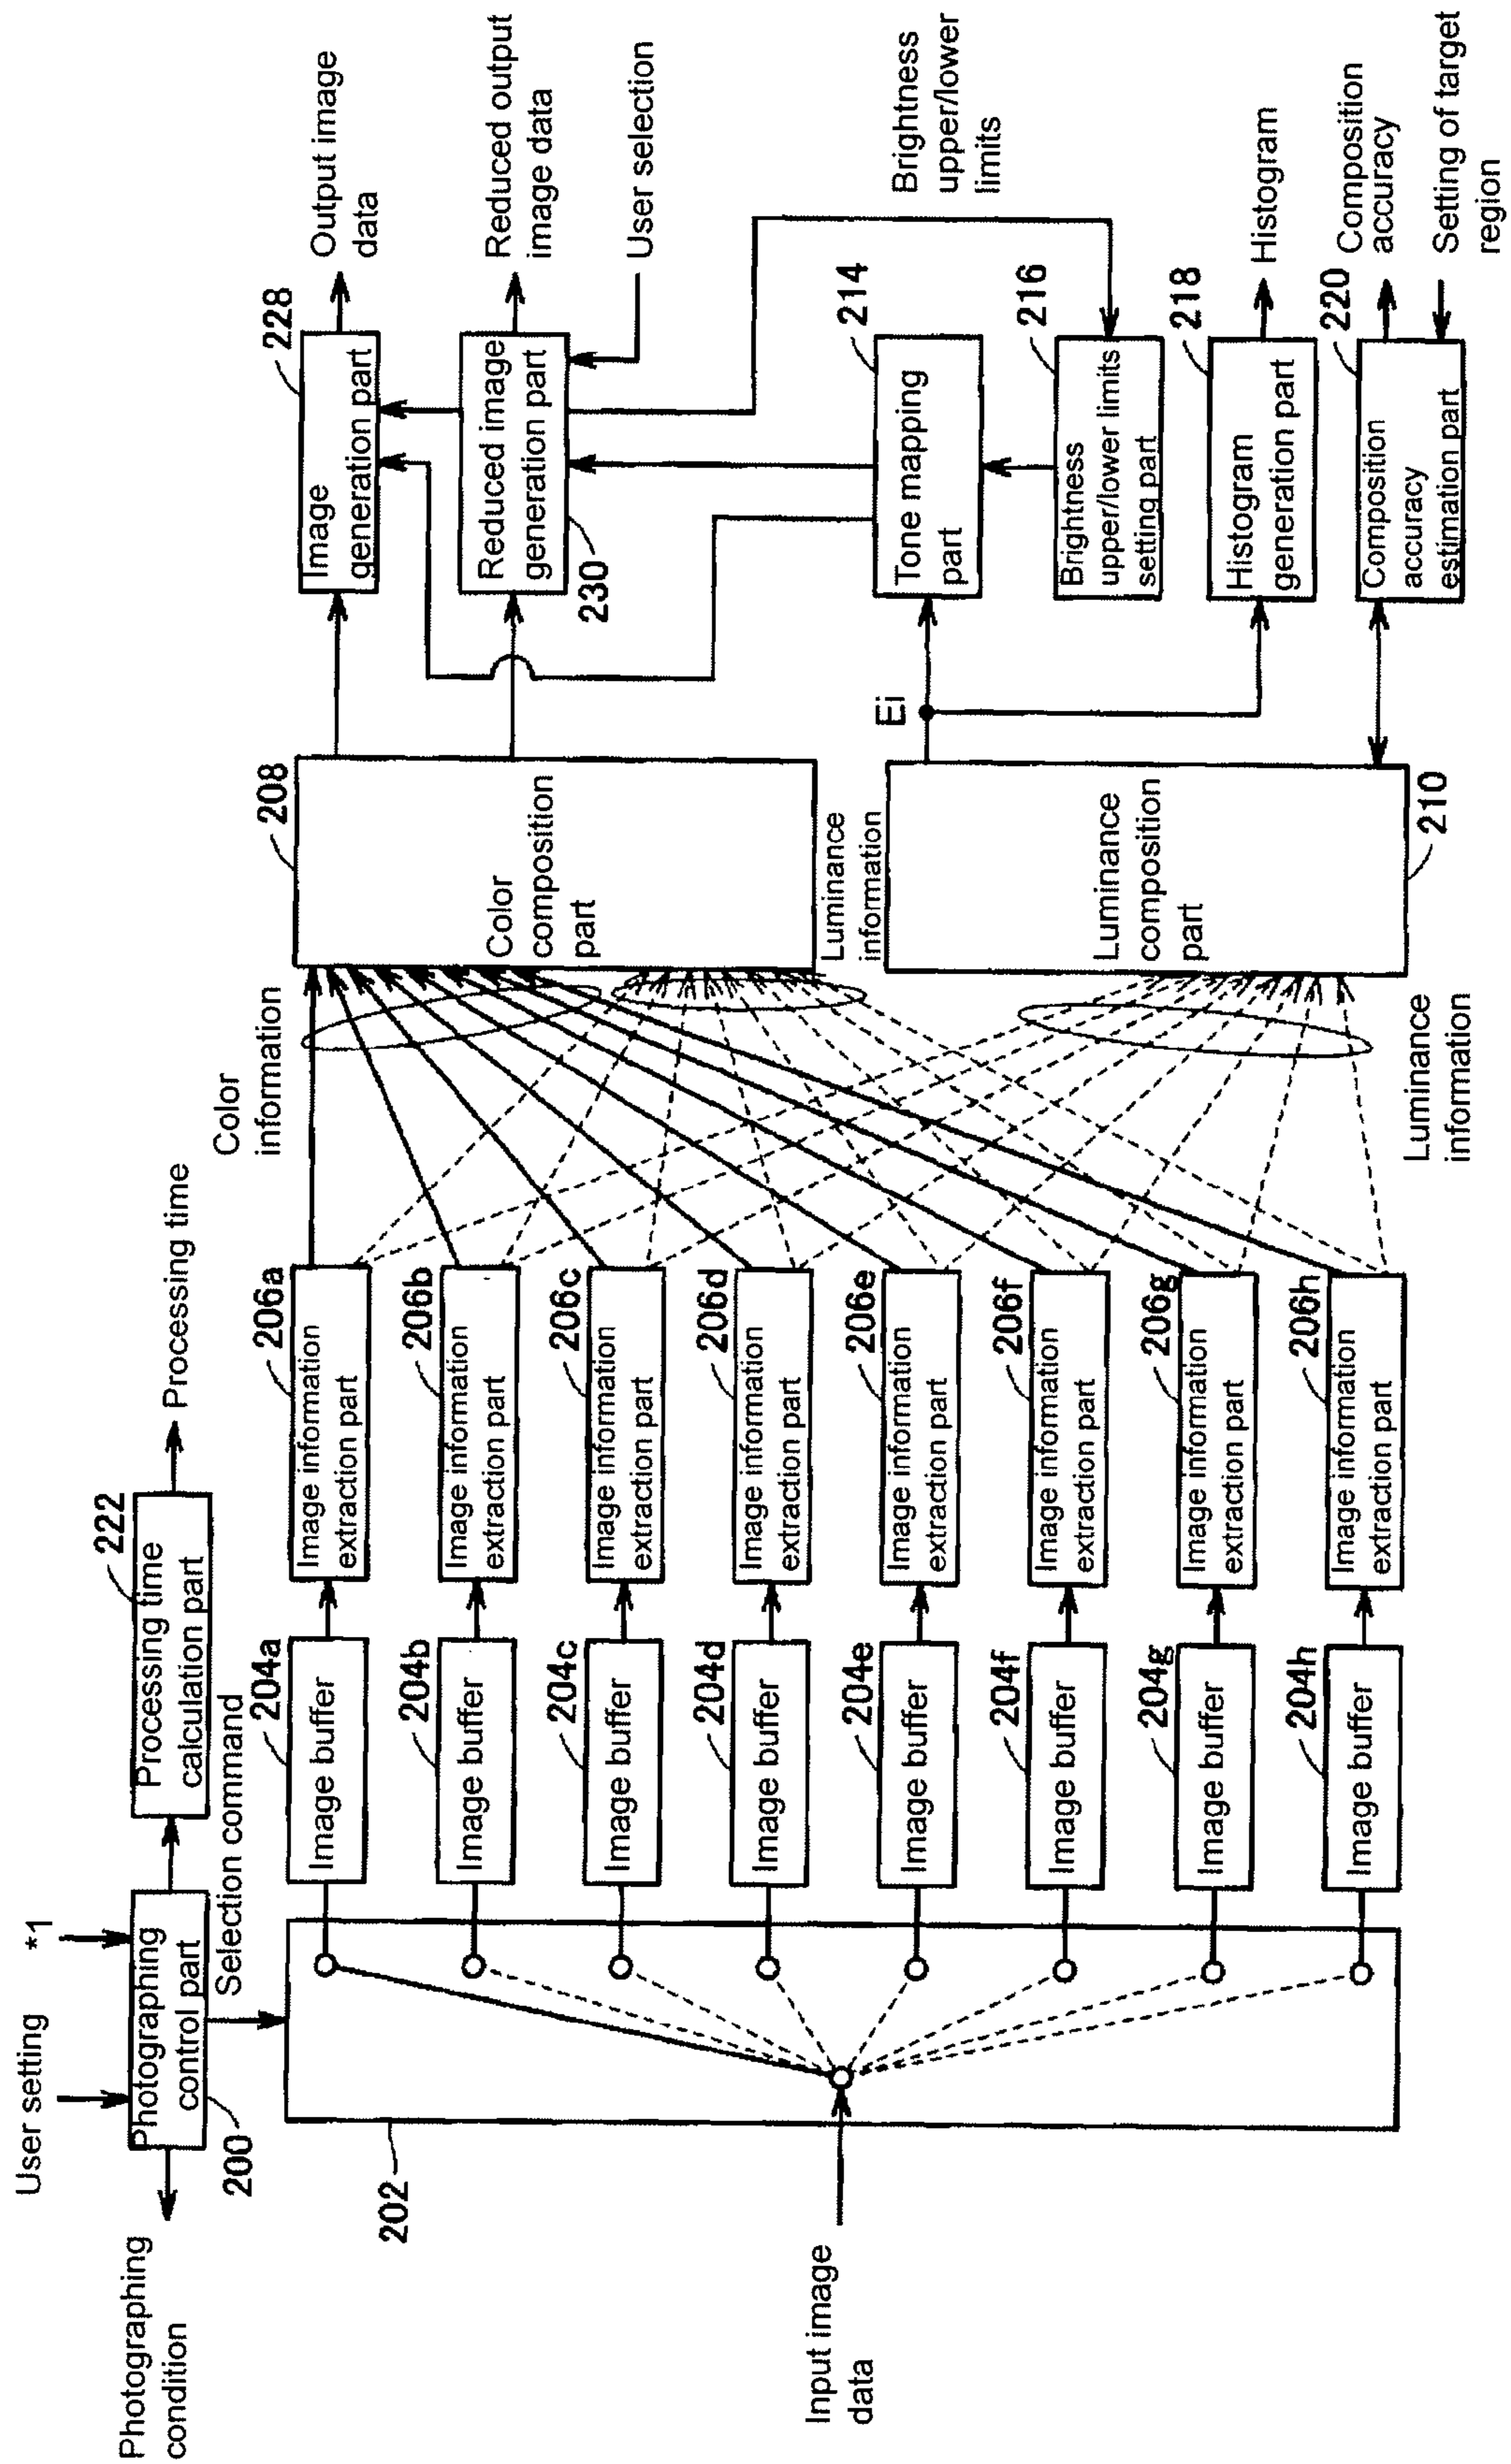 User setting
*1
Photographing
control part
200
Photographing
condition
Processing time
calculation part
222
Processing time
Selection command
202
Input image
data
204a
Image buffer
206a
Image information
extraction part
204b
Image buffer
206b
Image information
extraction part
204c
Image buffer
206c
Image information
extraction part
204d
Image buffer
206d
Image information
extraction part
204e
Image buffer
206e
Image information
extraction part
204f
Image buffer
206f
Image information
extraction part
204g
Image buffer
206g
Image information
extraction part
204h
Image buffer
206h
Image information
extraction part
Color
information
208
Color
composition
part
Luminance
information
Luminance
composition
part
210
Luminance
information
Ei
228
Image
generation part
Output image
data
Reduced image
generation part
230
Reduced output
image data
User selection
214
Tone mapping
part
Brightness
upper/lower
limits
216
Brightness
upper/lower limits
setting part
218
Histogram
generation part
Histogram
220
Composition
accuracy
estimation part
Composition
accuracy
Setting of target
region